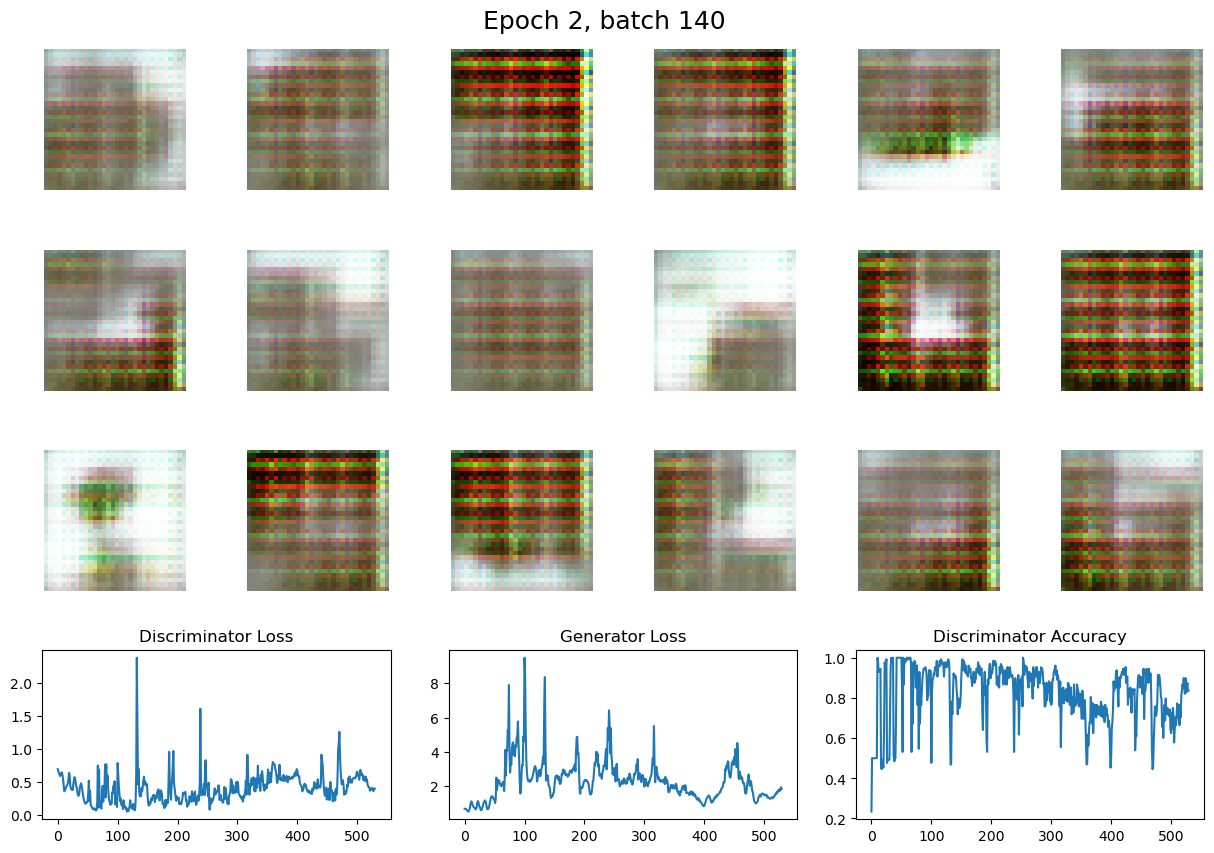 Epoch 2, batch 140
Discriminator Loss
Generator Loss
Discriminator Accuracy
2.0
1.5
1.0
0.5
0.0
0 100 200 300 400 500
8
6
4
2
0 100 200 300 400 500
1.0
0.8
0.6
0.4
0.2
0 100 200 300 400 500